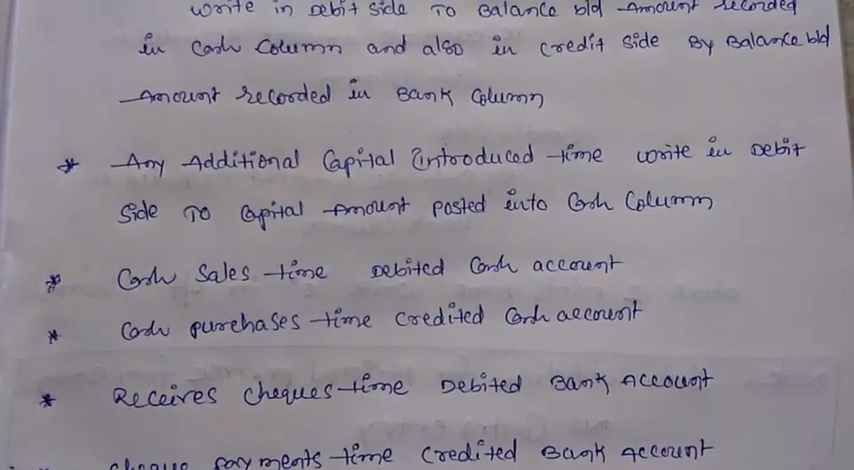 write in Debit side To Balance b/d Amount recorded
in Cash Column and also in credit side By Balance b/d
Amount recorded in Bank Column
* Any Additional Capital introduced time write in Debit
side To Capital Amount posted into Cash Column
* Cash Sales time Debited Cash account
* Cash purchases time credited Cash account
* Receives cheques time Debited Bank Account
cheque payments time credited Bank Account